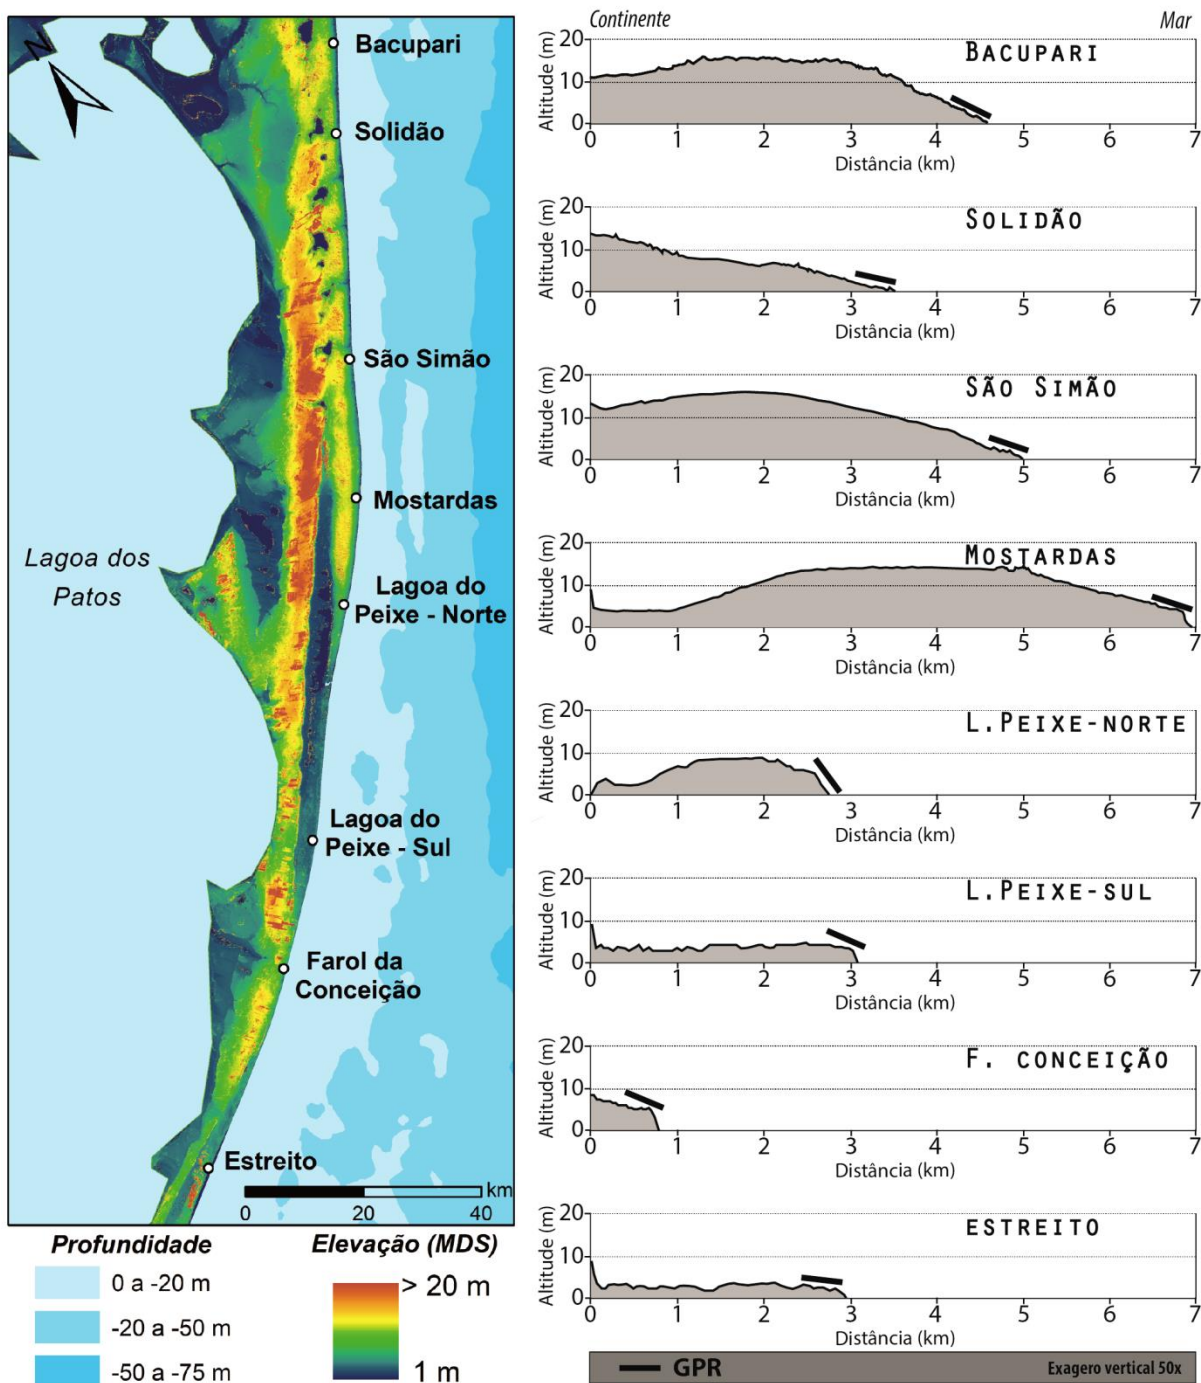 N
Bacupari
Solidão
São Simão
Mostardas
Lagoa dos
Patos
Lagoa do
Peixe - Norte
Lagoa do
Peixe - Sul
Farol da
Conceição
Estreito
km
0 20 40
Profundidade
0 a -20 m
-20 a -50 m
-50 a -75 m
Elevação (MDS)
> 20 m
1 m
Continente Mar
BACUPARI
Altitude (m)
20
10
0
0 1 2 3 4 5 6 7
Distância (km)
SOLIDÃO
Altitude (m)
20
10
0
0 1 2 3 4 5 6 7
Distância (km)
SÃO SIMÃO
Altitude (m)
20
10
0
0 1 2 3 4 5 6 7
Distância (km)
MOSTARDAS
Altitude (m)
20
10
0
0 1 2 3 4 5 6 7
Distância (km)
L.PEIXE-NORTE
Altitude (m)
20
10
0
0 1 2 3 4 5 6 7
Distância (km)
L.PEIXE-SUL
Altitude (m)
20
10
0
0 1 2 3 4 5 6 7
Distância (km)
F. CONCEIÇÃO
Altitude (m)
20
10
0
0 1 2 3 4 5 6 7
Distância (km)
ESTREITO
Altitude (m)
20
10
0
0 1 2 3 4 5 6 7
Distância (km)
GPR Exagero vertical 50x